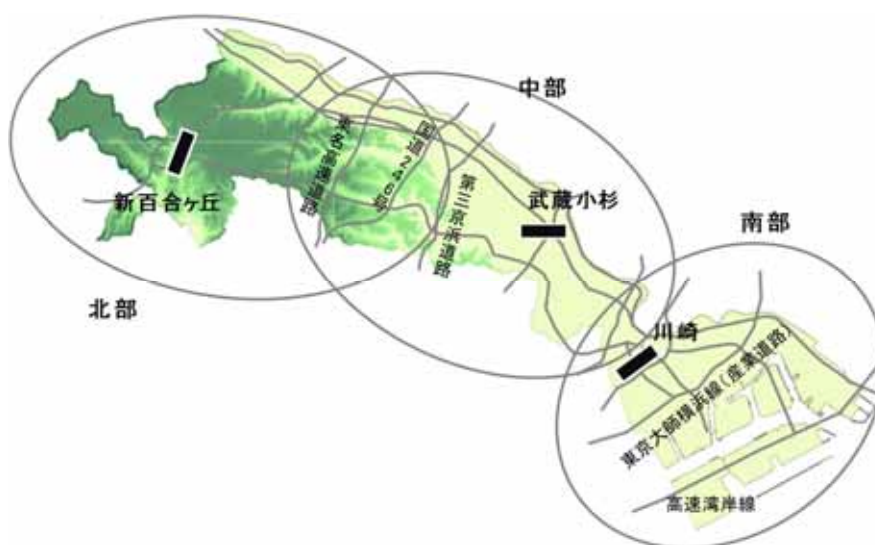 中部
東名高速道路
国道246号
第三京浜道路
新百合ヶ丘
武蔵小杉
南部
北部
川崎
東京大師横浜線(産業道路)
高速湾岸線